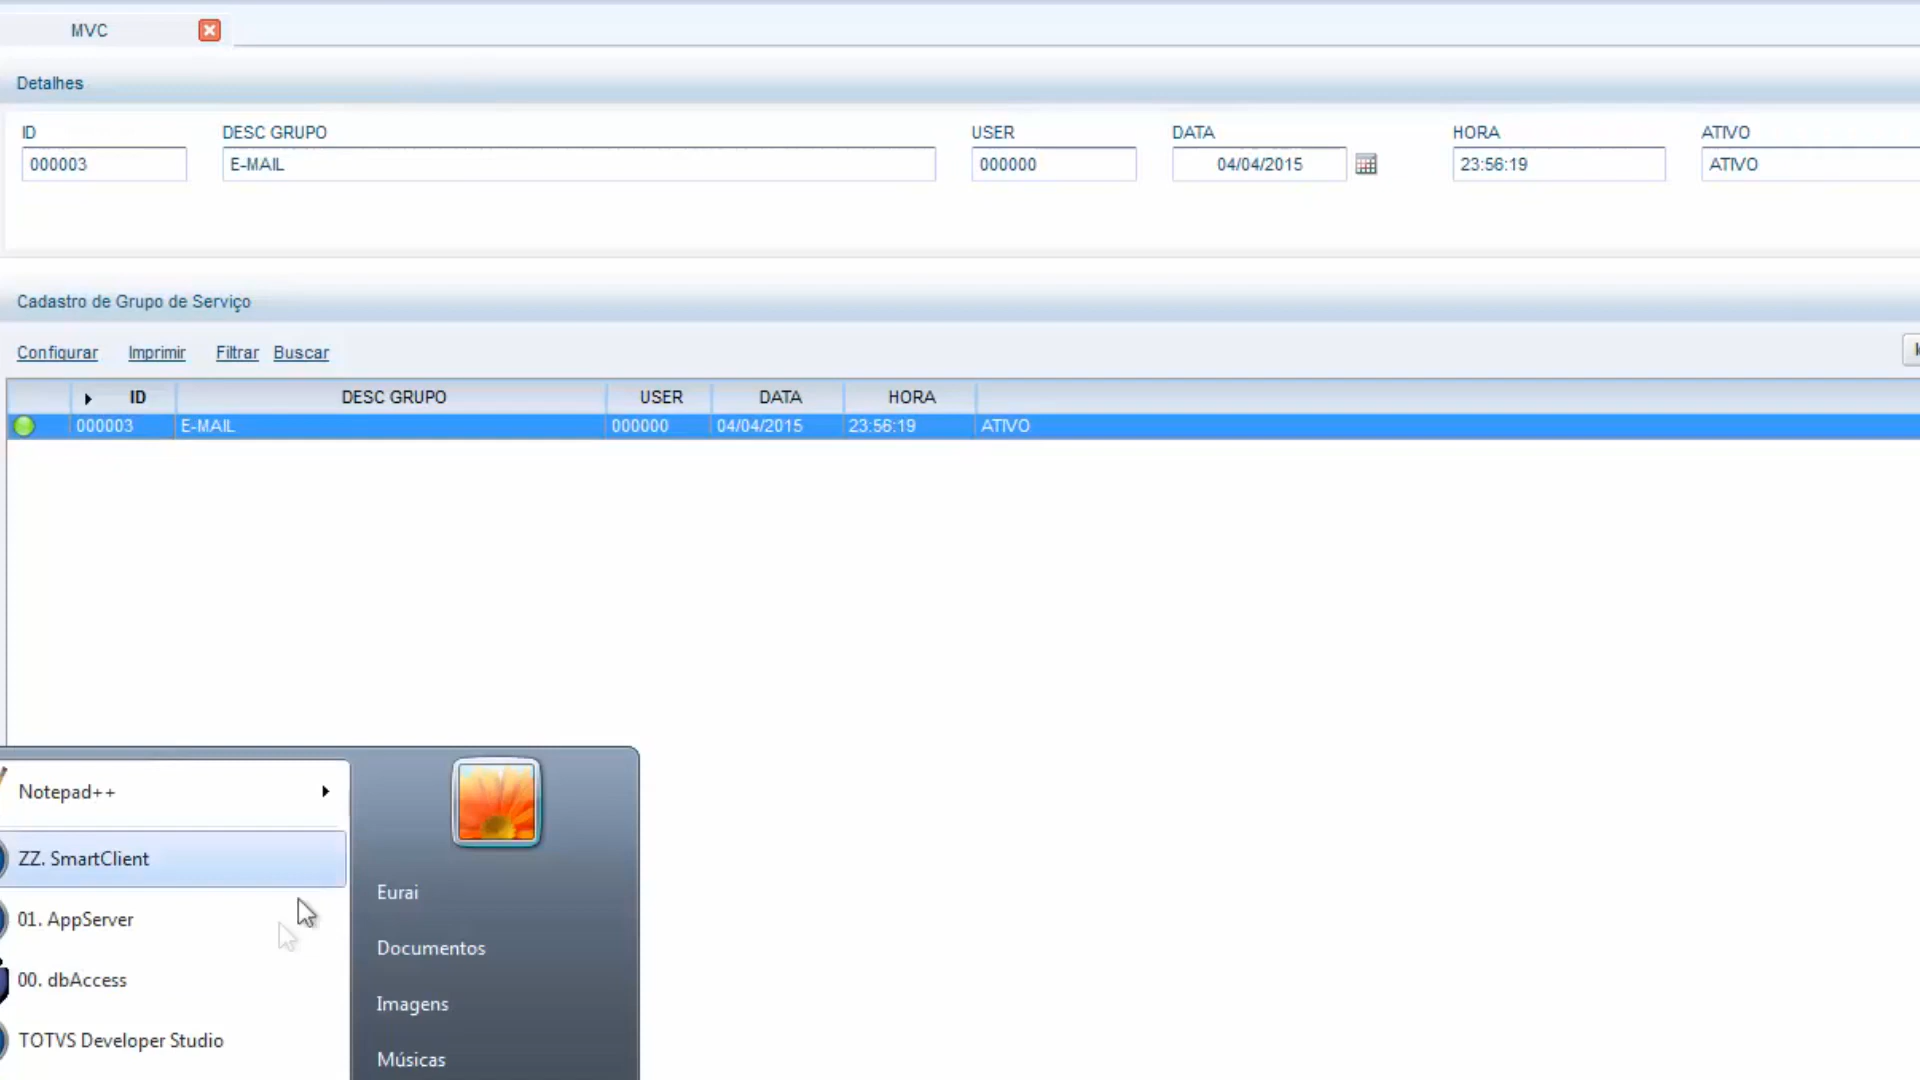 MVC
Detalhes
ID DESC GRUPO USER DATA HORA ATIVO
000003 E-MAIL 000000 04/04/2015 23:56:19 ATIVO
Cadastro de Grupo de Serviço
Configurar Imprimir Filtrar Buscar
ID DESC GRUPO USER DATA HORA
000003 E-MAIL 000000 04/04/2015 23:56:19 ATIVO
Notepad++
ZZ. SmartClient
01. AppServer
00. dbAccess
TOTVS Developer Studio
Eurai
Documentos
Imagens
Músicas